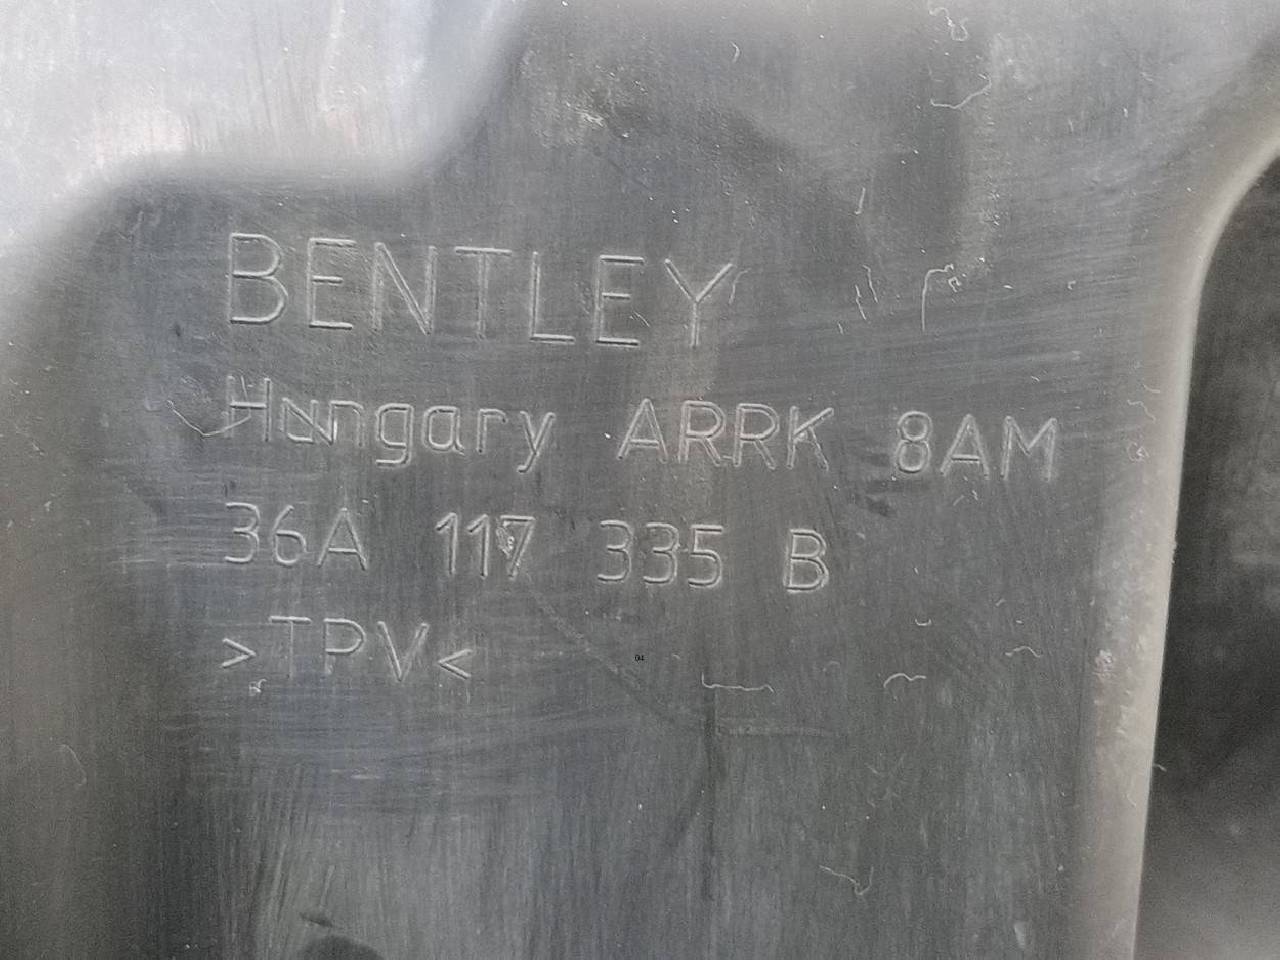 BENTLEY
Hungary ARRK 8AM
36A 117 335 B
>TPV<